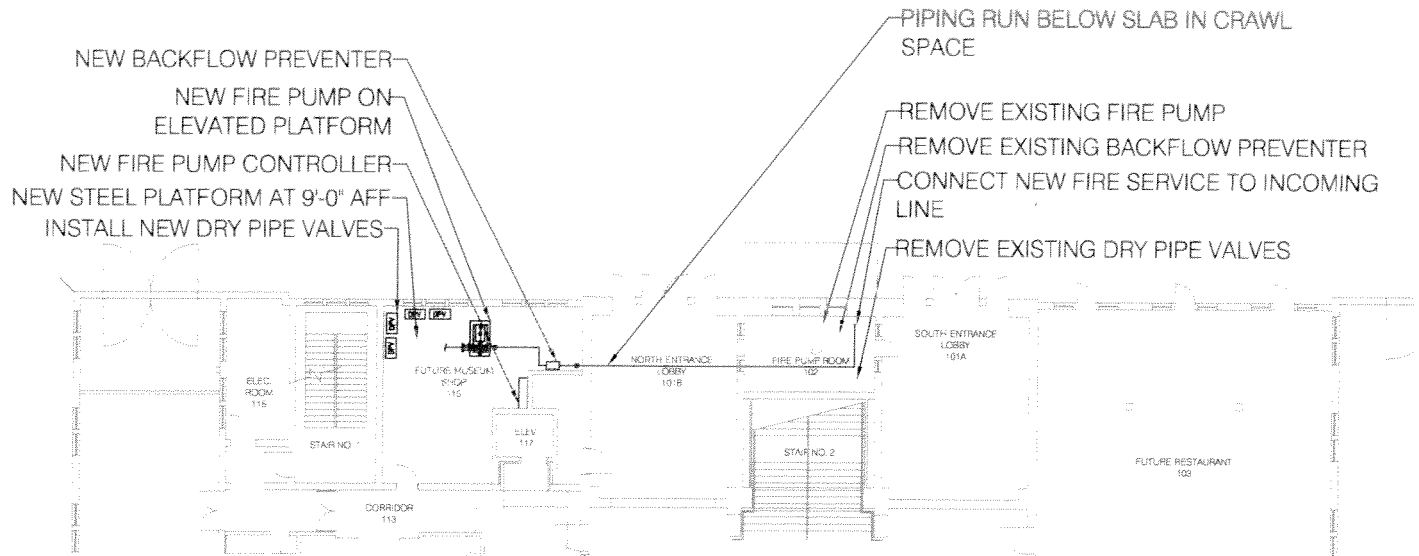 PIPING RUN BELOW SLAB IN CRAWL
SPACE
NEW BACKFLOW PREVENTER
NEW FIRE PUMP ON
ELEVATED PLATFORM
NEW FIRE PUMP CONTROLLER
NEW STEEL PLATFORM AT 9'-0" AFF
INSTALL NEW DRY PIPE VALVES
REMOVE EXISTING FIRE PUMP
REMOVE EXISTING BACKFLOW PREVENTER
CONNECT NEW FIRE SERVICE TO INCOMING
LINE
REMOVE EXISTING DRY PIPE VALVES
DPV
DPV
ELEC.
ROOM
116
STAIR NO. 1
FUTURE MUSEUM
SHOP
115
ELEV
117
CORRIDOR
113
NORTH ENTRANCE
LOBBY
101B
FIRE PUMP ROOM
102
STAIR NO. 2
SOUTH ENTRANCE
LOBBY
101A
FUTURE RESTAURANT
103